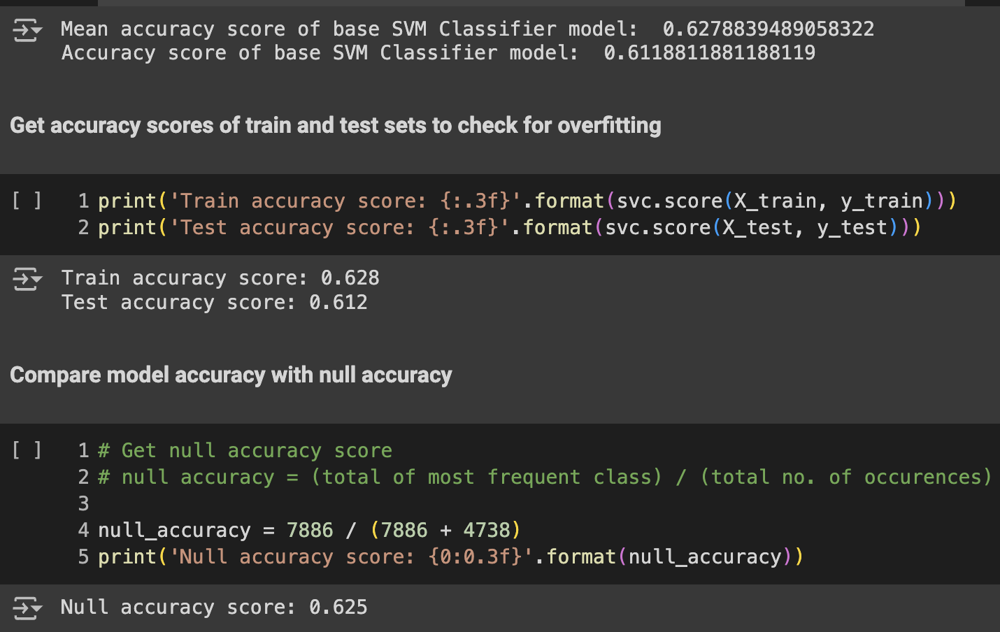 Mean accuracy score of base SVM Classifier model:  0.6278839489058322
Accuracy score of base SVM Classifier model:  0.6118811881188119
Get accuracy scores of train and test sets to check for overfitting
[ ] 1 print('Train accuracy score: {:.3f}'.format(svc.score(X_train, y_train)))
2 print('Test accuracy score: {:.3f}'.format(svc.score(X_test, y_test)))
Train accuracy score: 0.628
Test accuracy score: 0.612
Compare model accuracy with null accuracy
[ ] 1 # Get null accuracy score
2 # null accuracy = (total of most frequent class) / (total no. of occurences)
3
4 null_accuracy = 7886 / (7886 + 4738)
5 print('Null accuracy score: {0:0.3f}'.format(null_accuracy))
Null accuracy score: 0.625